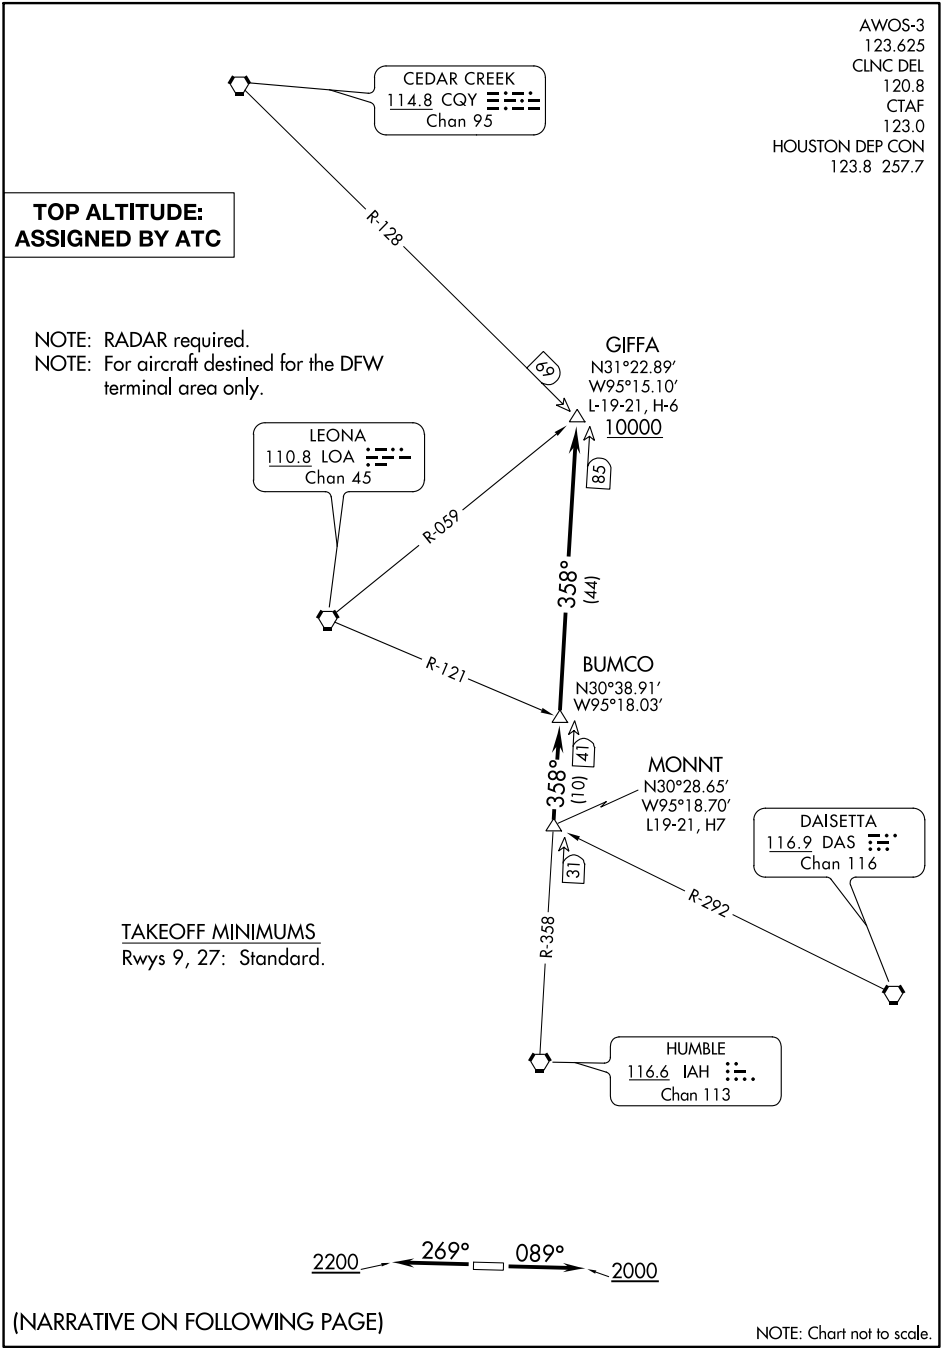 AWOS-3
123.625
CLNC DEL
120.8
CTAF
123.0
HOUSTON DEP CON
123.8 257.7
CEDAR CREEK
114.8 CQY
Chan 95
TOP ALTITUDE:
ASSIGNED BY ATC
R-128
NOTE: RADAR required.
NOTE: For aircraft destined for the DFW
terminal area only.
69
GIFFA
N31°22.89'
W95°15.10'
L-19-21, H-6
10000
LEONA
110.8 LOA
Chan 45
85
R-059
358°
(44)
R-121
BUMCO
N30°38.91'
W95°18.03'
41
358°
(10)
MONNT
N30°28.65'
W95°18.70'
L19-21, H7
31
DAISETTA
116.9 DAS
Chan 116
R-292
R-358
TAKEOFF MINIMUMS
Rwys 9, 27: Standard.
HUMBLE
116.6 IAH
Chan 113
2200
269°
089°
2000
(NARRATIVE ON FOLLOWING PAGE)
NOTE: Chart not to scale.